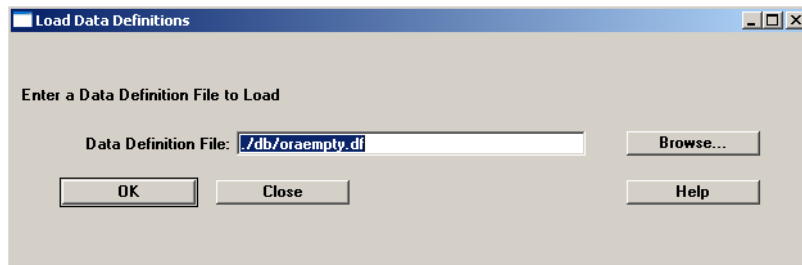 Load Data Definitions
Enter a Data Definition File to Load
Data Definition File: ./db/oraempty.df Browse...
OK Close Help